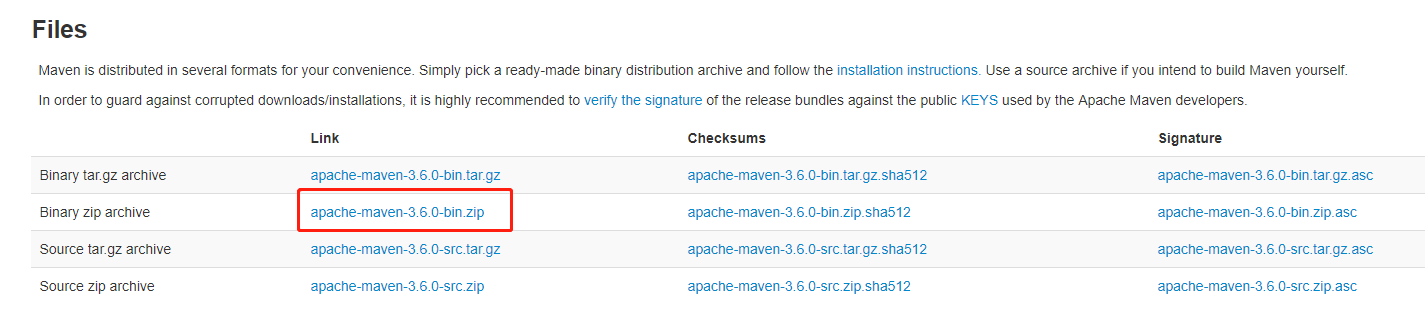 Files
Maven is distributed in several formats for your convenience. Simply pick a ready-made binary distribution archive and follow the installation instructions. Use a source archive if you intend to build Maven yourself.
In order to guard against corrupted downloads/installations, it is highly recommended to verify the signature of the release bundles against the public KEYS used by the Apache Maven developers.
Link Checksums Signature
Binary tar.gz archive apache-maven-3.6.0-bin.tar.gz apache-maven-3.6.0-bin.tar.gz.sha512 apache-maven-3.6.0-bin.tar.gz.asc
Binary zip archive apache-maven-3.6.0-bin.zip apache-maven-3.6.0-bin.zip.sha512 apache-maven-3.6.0-bin.zip.asc
Source tar.gz archive apache-maven-3.6.0-src.tar.gz apache-maven-3.6.0-src.tar.gz.sha512 apache-maven-3.6.0-src.tar.gz.asc
Source zip archive apache-maven-3.6.0-src.zip apache-maven-3.6.0-src.zip.sha512 apache-maven-3.6.0-src.zip.asc